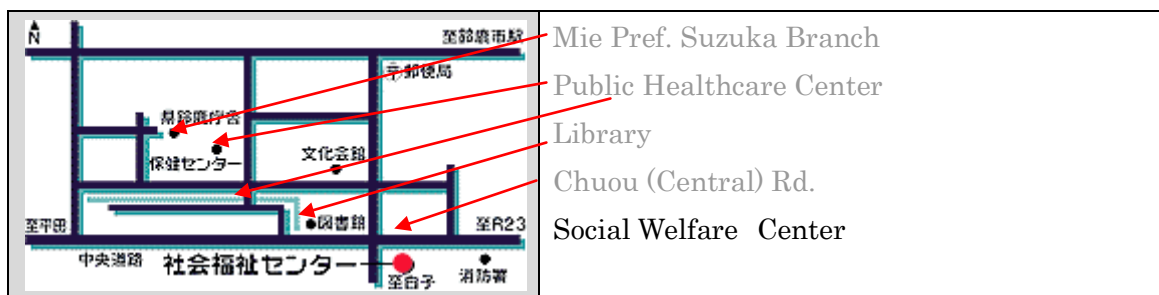 N
至鈴鹿市駅
〒郵便局
県鈴鹿庁舎
保健センター
文化会館
至平田
図書館
至R23
中央道路
社会福祉センター
至白子
消防署
Mie Pref. Suzuka Branch
Public Healthcare Center
Library
Chuou (Central) Rd.
Social Welfare Center